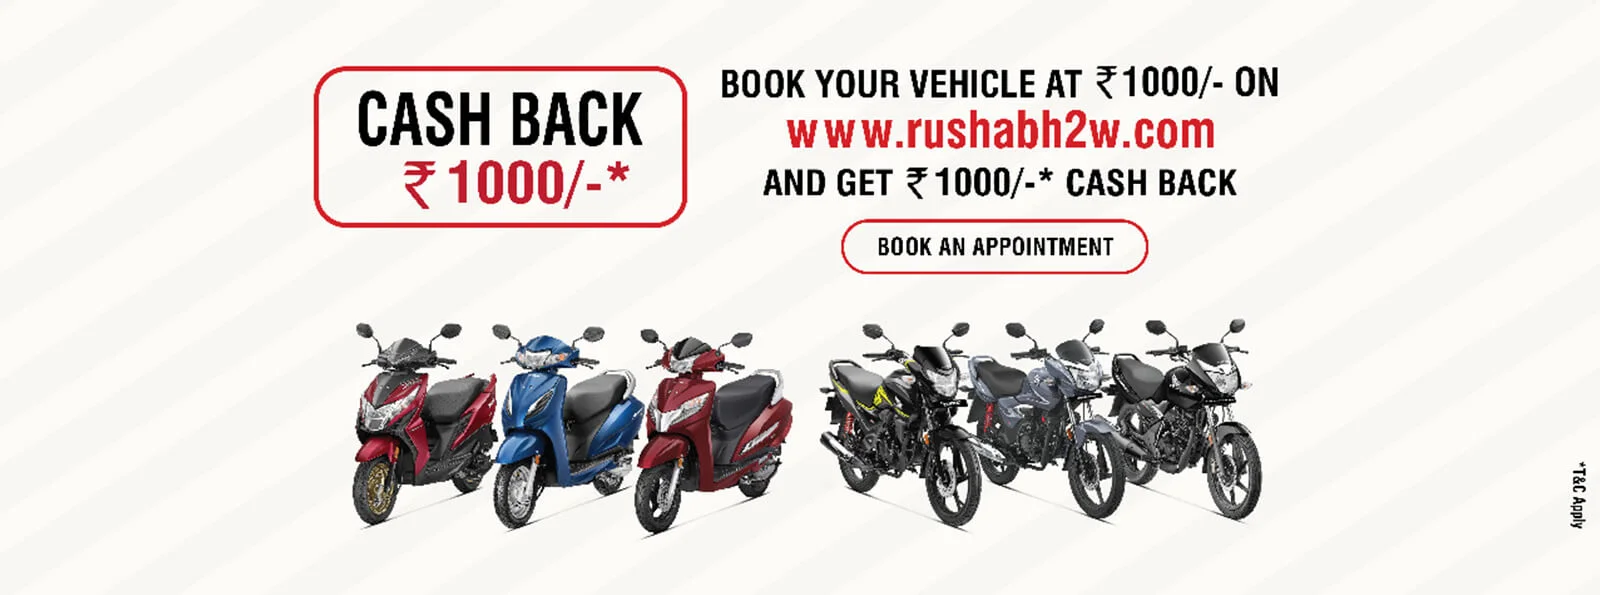 CASH BACK
₹1000/-*
BOOK YOUR VEHICLE AT ₹1000/- ON
www.rushabh2w.com
AND GET ₹1000/-* CASH BACK
BOOK AN APPOINTMENT
*T&C Apply